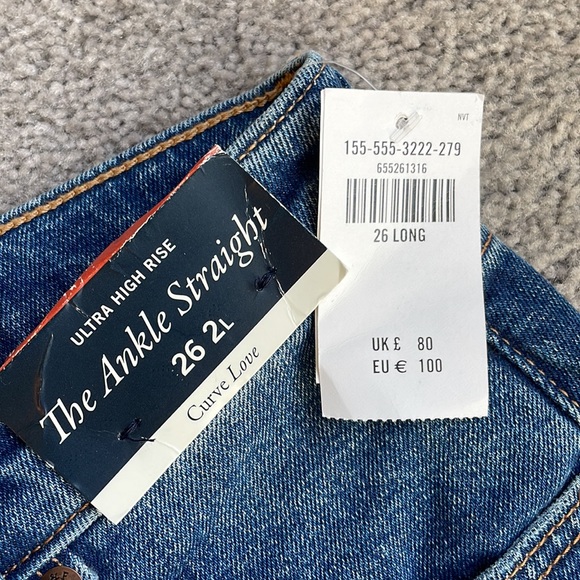 ULTRA HIGH RISE
The Ankle Straight
26 2L
Curve Love
NVT
155-555-3222-279
655261316
26 LONG
UK £ 80
EU € 100